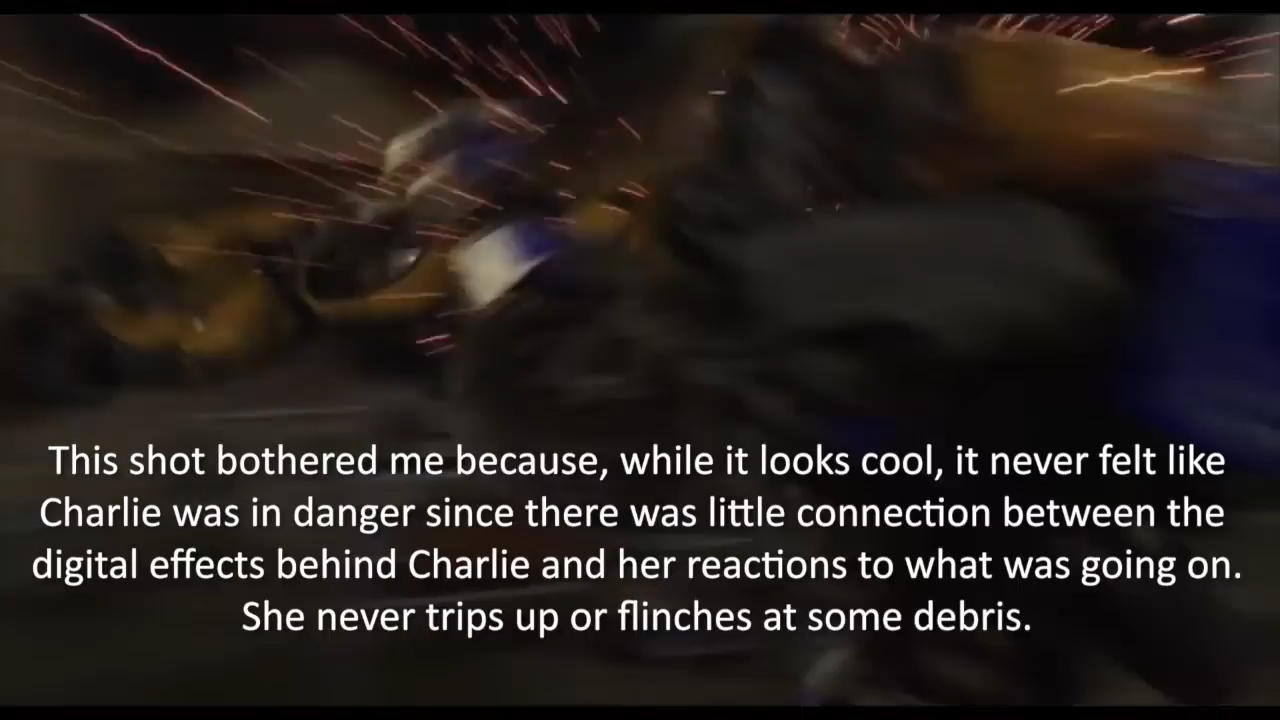 This shot bothered me because, while it looks cool, it never felt like
Charlie was in danger since there was little connection between the
digital effects behind Charlie and her reactions to what was going on.
She never trips up or flinches at some debris.